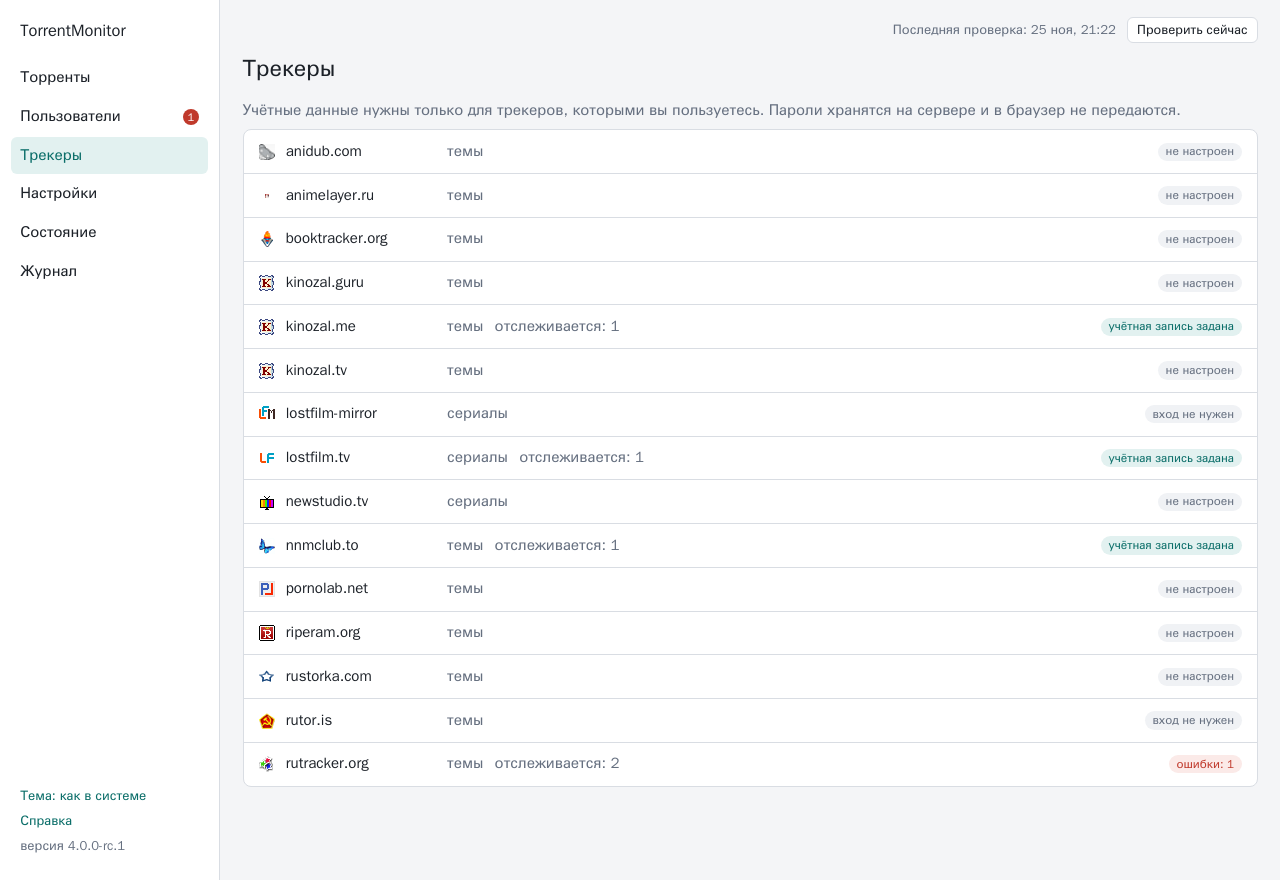 TorrentMonitor
Торренты
Пользователи 1
Трекеры
Настройки
Состояние
Журнал
Тема: как в системе
Справка
версия 4.0.0-rc.1
Последняя проверка: 25 ноя, 21:22 Проверить сейчас
Трекеры
Учётные данные нужны только для трекеров, которыми вы пользуетесь. Пароли хранятся на сервере и в браузер не передаются.
anidub.com темы не настроен
animelayer.ru темы не настроен
booktracker.org темы не настроен
kinozal.guru темы не настроен
kinozal.me темы отслеживается: 1 учётная запись задана
kinozal.tv темы не настроен
lostfilm-mirror сериалы вход не нужен
lostfilm.tv сериалы отслеживается: 1 учётная запись задана
newstudio.tv сериалы не настроен
nnmclub.to темы отслеживается: 1 учётная запись задана
pornolab.net темы не настроен
riperam.org темы не настроен
rustorka.com темы не настроен
rutor.is темы вход не нужен
rutracker.org темы отслеживается: 2 ошибки: 1